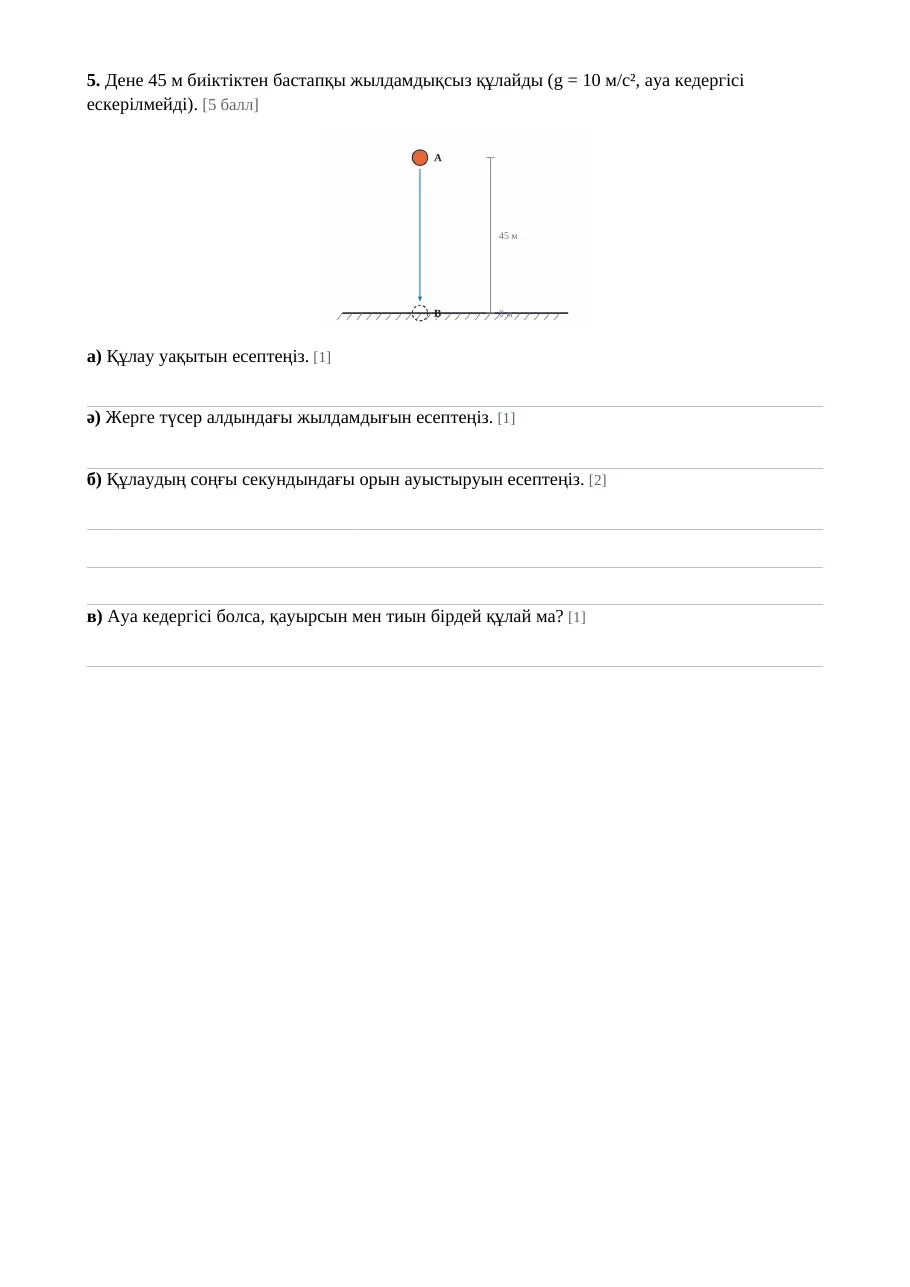 5. Дене 45 м биіктіктен бастапқы жылдамдықсыз құлайды (g = 10 м/с², ауа кедергісі
ескерілмейді). [5 балл]
A
45 м
B
а) Құлау уақытын есептеңіз. [1]
ә) Жерге түсер алдындағы жылдамдығын есептеңіз. [1]
б) Құлаудың соңғы секундындағы орын ауыстыруын есептеңіз. [2]
в) Ауа кедергісі болса, қауырсын мен тиын бірдей құлай ма? [1]